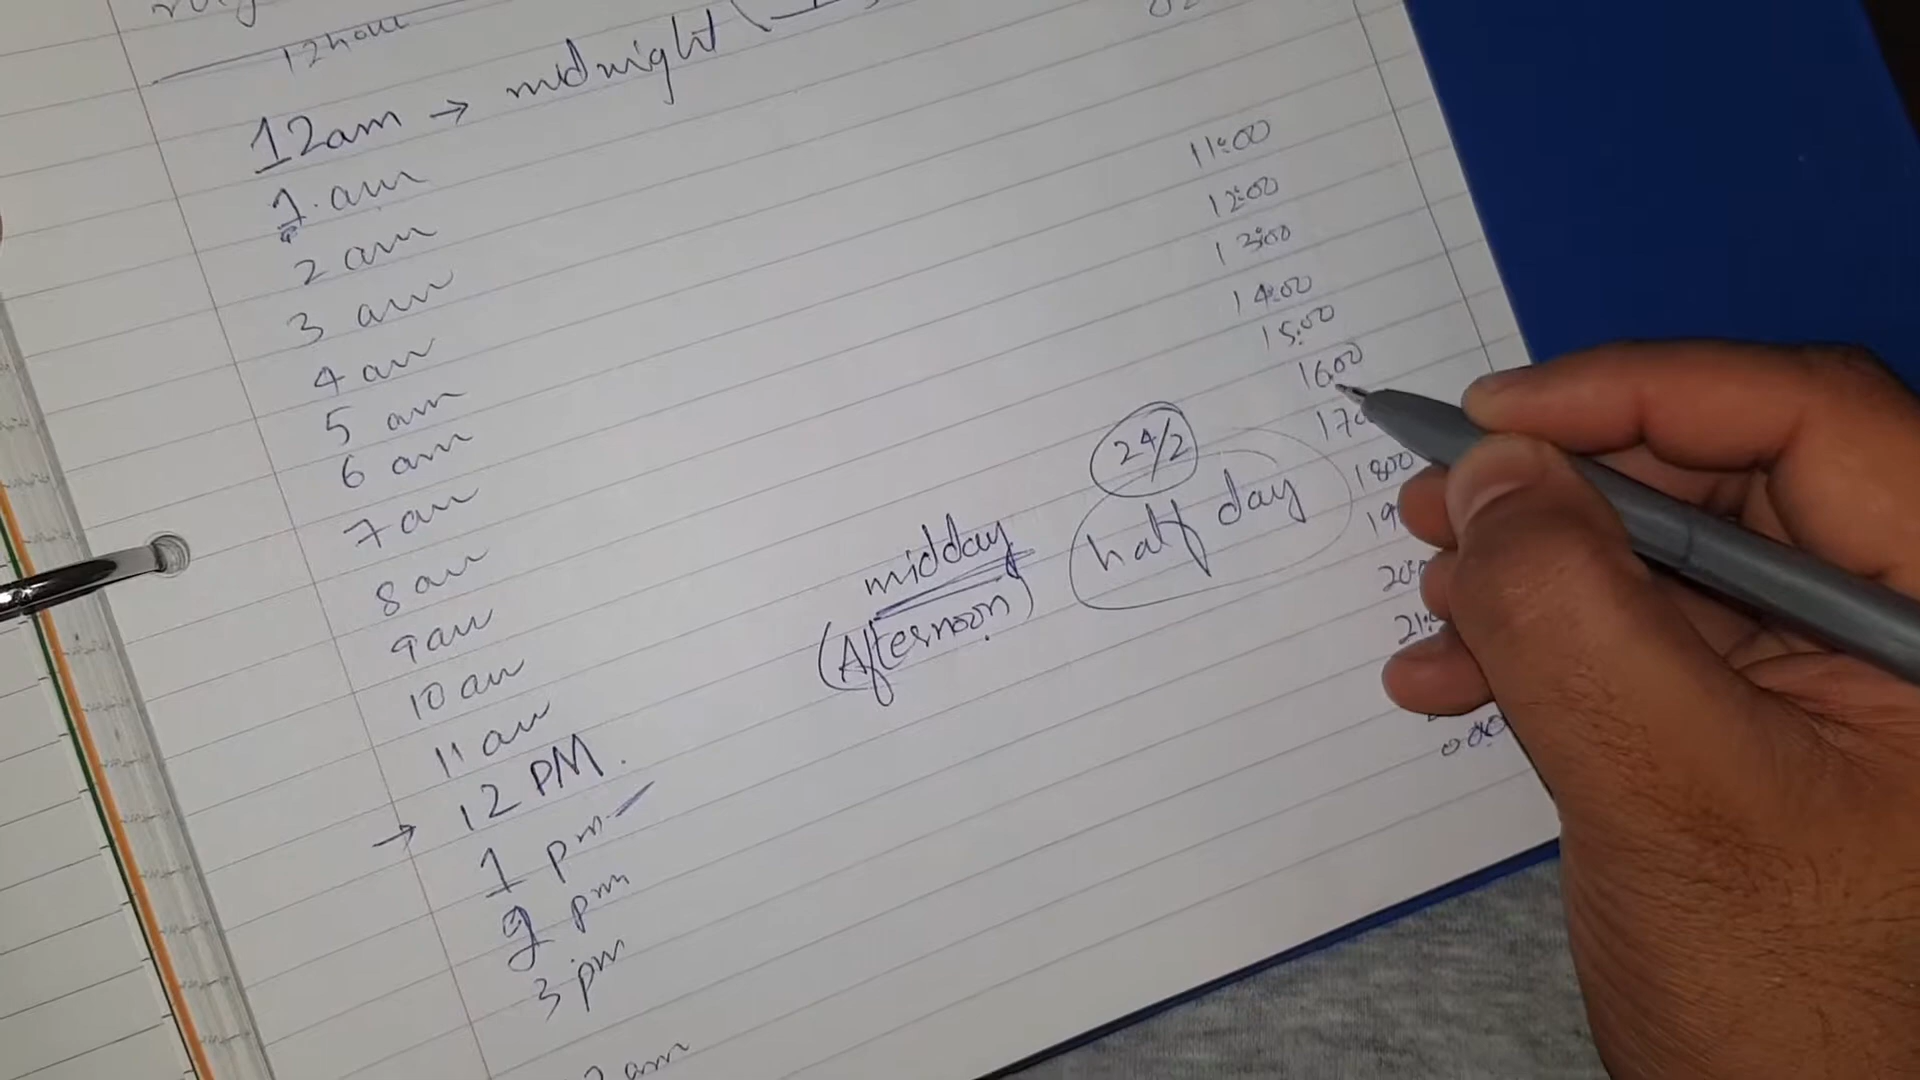 12 hour
12am → midnight
1. am
2 am
3 am
4 am
5 am
6 am
7 am
8 am
9 am
10 am
11 am
→ 12 PM.
1 pm
2 pm
3 pm
am
midday
(Afternoon)
24/2
half day
11:00
12:00
13:00
14:00
15:00
16:00
1800